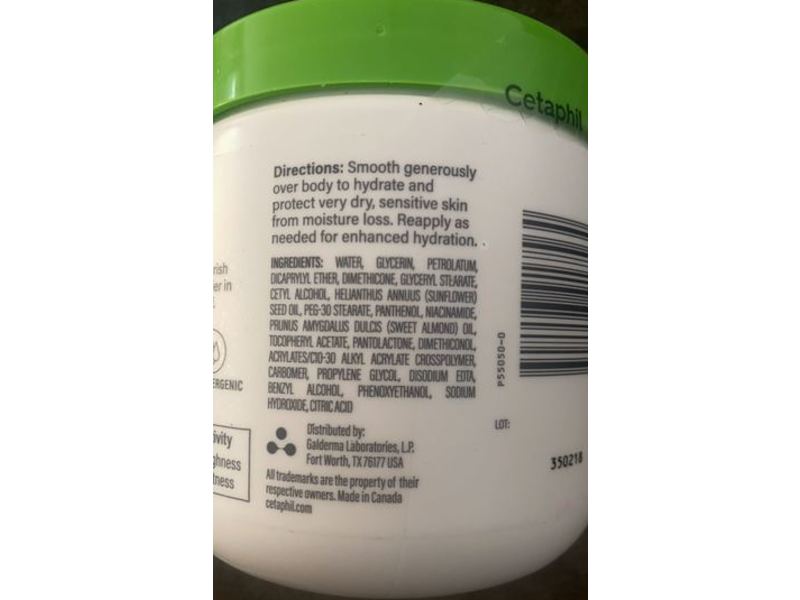 Cetaphil
Directions: Smooth generously
over body to hydrate and
protect very dry, sensitive skin
from moisture loss. Reapply as
needed for enhanced hydration.
INGREDIENTS: WATER, GLYCERIN, PETROLATUM,
DICAPRYLYL ETHER, DIMETHICONE, GLYCERYL STEARATE,
CETYL ALCOHOL, HELIANTHUS ANNUUS (SUNFLOWER)
SEED OIL, PEG-30 STEARATE, PANTHENOL, NIACINAMIDE,
PRUNUS AMYGDALUS DULCIS (SWEET ALMOND) OIL,
TOCOPHERYL ACETATE, PANTOLACTONE, DIMETHICONOL,
ACRYLATES/C10-30 ALKYL ACRYLATE CROSSPOLYMER,
CARBOMER, PROPYLENE GLYCOL, DISODIUM EDTA,
BENZYL ALCOHOL, PHENOXYETHANOL, SODIUM
HYDROXIDE, CITRIC ACID
Distributed by:
Galderma Laboratories, L.P.
Fort Worth, TX 76177 USA
All trademarks are the property of their
respective owners. Made in Canada
cetaphil.com
P55050-0
LOT:
350218